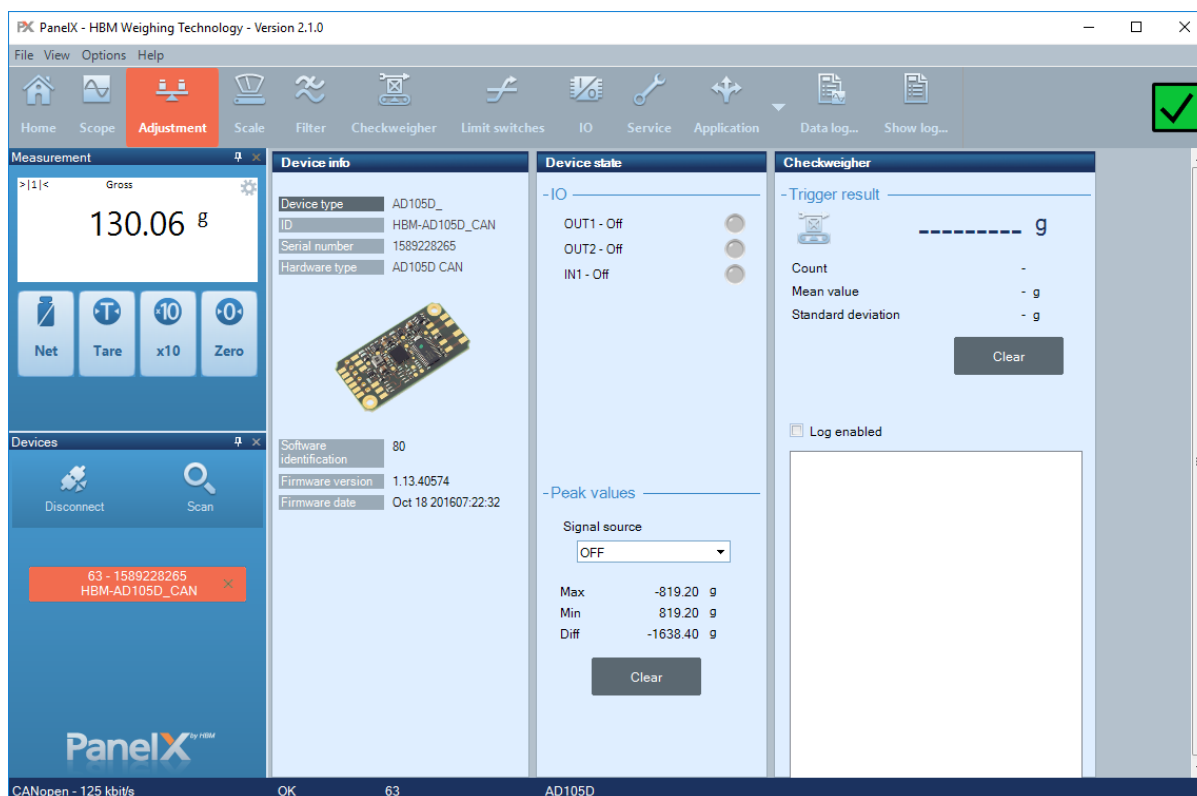 PX PanelX - HBM Weighing Technology - Version 2.1.0
File View Options Help
Home Scope Adjustment Scale Filter Checkweigher Limit switches IO Service Application Data log... Show log...
Measurement
>|1|< Gross
130.06 g
Net Tare x10 Zero
Devices
Disconnect Scan
63 - 1589228265
HBM-AD105D_CAN
PanelX by HBM
Device info
Device type AD105D_
ID HBM-AD105D_CAN
Serial number 1589228265
Hardware type AD105D CAN
Software
identification 80
Firmware version 1.13.40574
Firmware date Oct 18 201607:22:32
Device state
IO
OUT1 - Off
OUT2 - Off
IN1 - Off
Peak values
Signal source
OFF
Max -819.20 g
Min 819.20 g
Diff -1638.40 g
Clear
Checkweigher
Trigger result
--------- g
Count -
Mean value - g
Standard deviation - g
Clear
Log enabled
CANopen - 125 kbit/s OK 63 AD105D